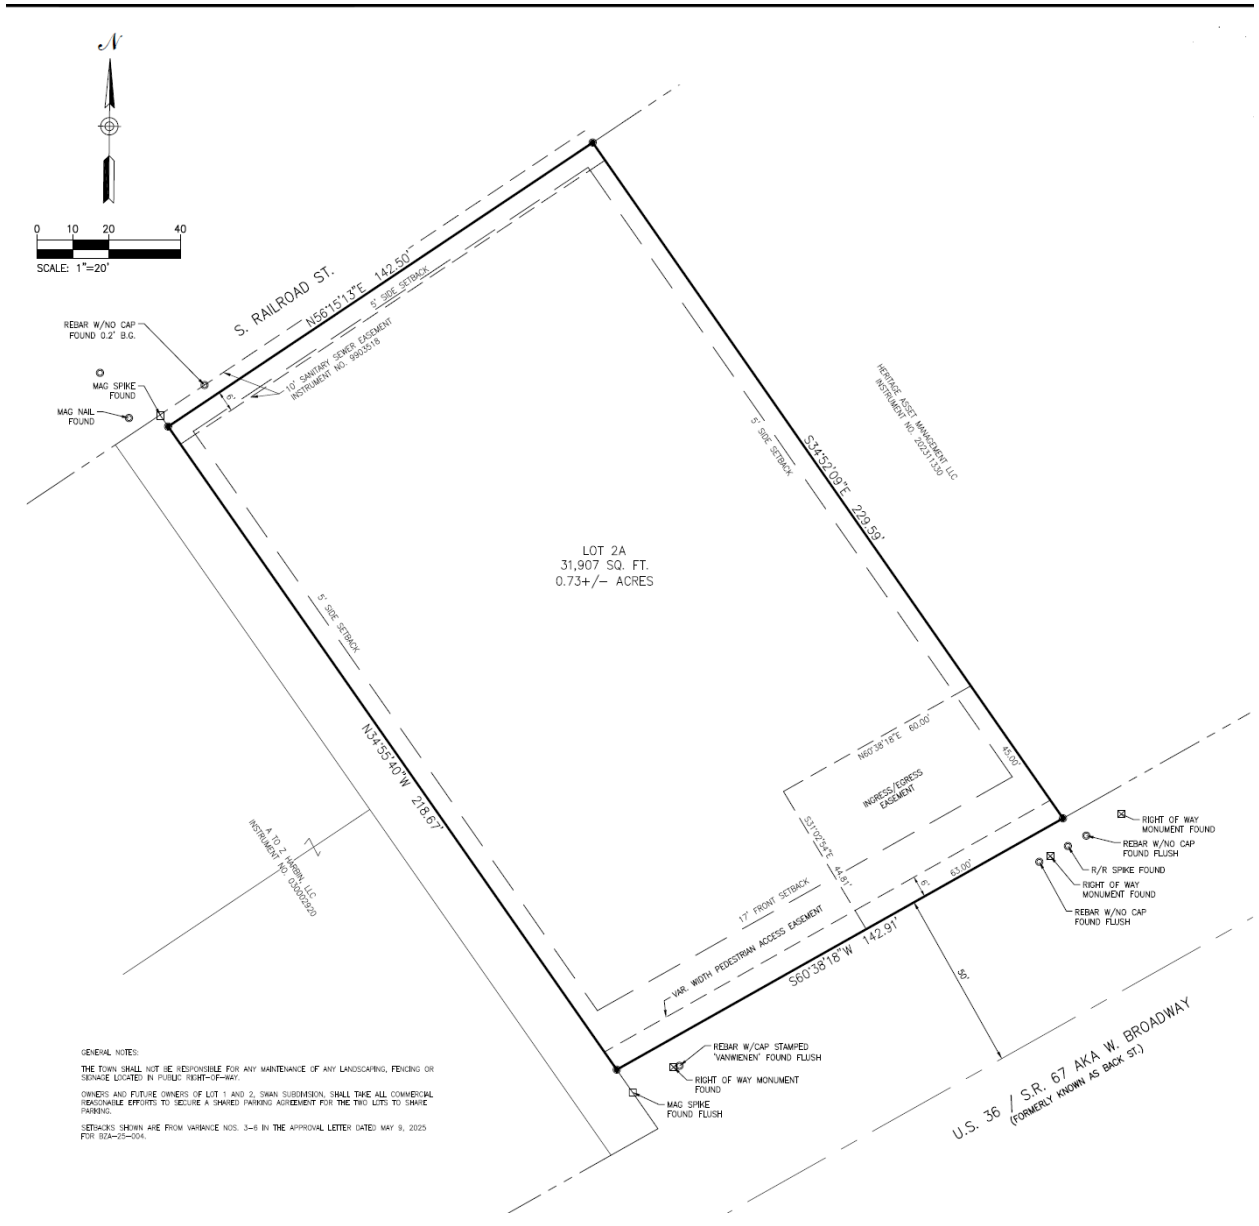 N
0 10 20 40
SCALE: 1"=20'
S. RAILROAD ST.
N56°15'13"E 142.50'
5' SIDE SETBACK
10' SANITARY SEWER EASEMENT
INSTRUMENT NO. 9903518
6'
REBAR W/NO CAP
FOUND 0.2' B.G.
MAG SPIKE
FOUND
MAG NAIL
FOUND
HERITAGE ASSET MANAGEMENT LLC
INSTRUMENT NO. 202311330
5' SIDE SETBACK
S34°52'09"E 229.59'
LOT 2A
31,907 SQ. FT.
0.73+/- ACRES
5' SIDE SETBACK
N34°55'40"W 218.67'
A TO Z HARBIN, LLC
INSTRUMENT NO. 030002920
N60°38'18"E 60.00'
45.00'
INGRESS/EGRESS
EASEMENT
S31°02'54"E 44.81'
63.00'
6'
17' FRONT SETBACK
VAR. WIDTH PEDESTRIAN ACCESS EASEMENT
S60°38'18"W 142.91'
50'
RIGHT OF WAY
MONUMENT FOUND
REBAR W/NO CAP
FOUND FLUSH
R/R SPIKE FOUND
RIGHT OF WAY
MONUMENT FOUND
REBAR W/NO CAP
FOUND FLUSH
U.S. 36 / S.R. 67 AKA W. BROADWAY
(FORMERLY KNOWN AS BACK ST.)
REBAR W/CAP STAMPED
'VANWIENEN' FOUND FLUSH
RIGHT OF WAY MONUMENT
FOUND
MAG SPIKE
FOUND FLUSH
GENERAL NOTES:
THE TOWN SHALL NOT BE RESPONSIBLE FOR ANY MAINTENANCE OF ANY LANDSCAPING, FENCING OR
SIGNAGE LOCATED IN PUBLIC RIGHT-OF-WAY.
OWNERS AND FUTURE OWNERS OF LOT 1 AND 2, SWAN SUBDIVISION, SHALL TAKE ALL COMMERCIAL
REASONABLE EFFORTS TO SECURE A SHARED PARKING AGREEMENT FOR THE TWO LOTS TO SHARE
PARKING.
SETBACKS SHOWN ARE FROM VARIANCE NOS. 3-6 IN THE APPROVAL LETTER DATED MAY 9, 2025
FOR BZA-25-004.